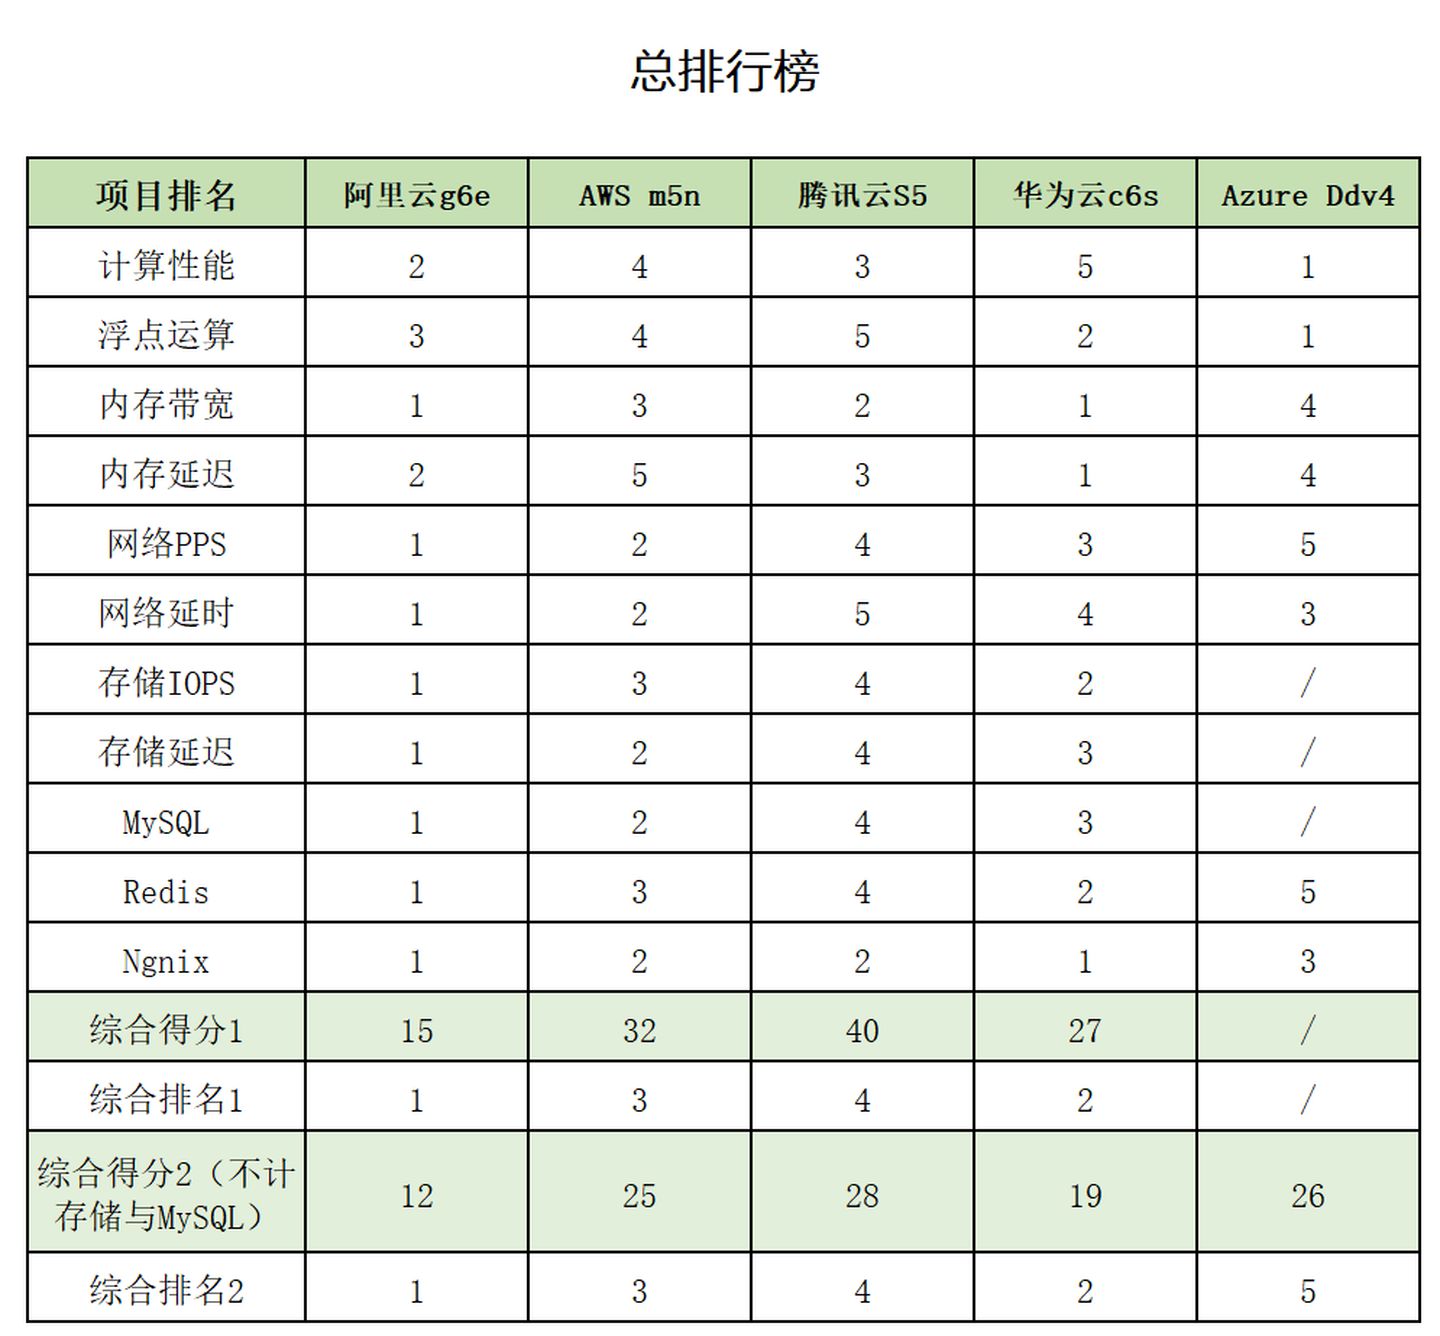 总排行榜
项目排名 阿里云g6e AWS m5n 腾讯云S5 华为云c6s Azure Ddv4
计算性能 2 4 3 5 1
浮点运算 3 4 5 2 1
内存带宽 1 3 2 1 4
内存延迟 2 5 3 1 4
网络PPS 1 2 4 3 5
网络延时 1 2 5 4 3
存储IOPS 1 3 4 2 /
存储延迟 1 2 4 3 /
MySQL 1 2 4 3 /
Redis 1 3 4 2 5
Ngnix 1 2 2 1 3
综合得分1 15 32 40 27 /
综合排名1 1 3 4 2 /
综合得分2（不计
存储与MySQL） 12 25 28 19 26
综合排名2 1 3 4 2 5